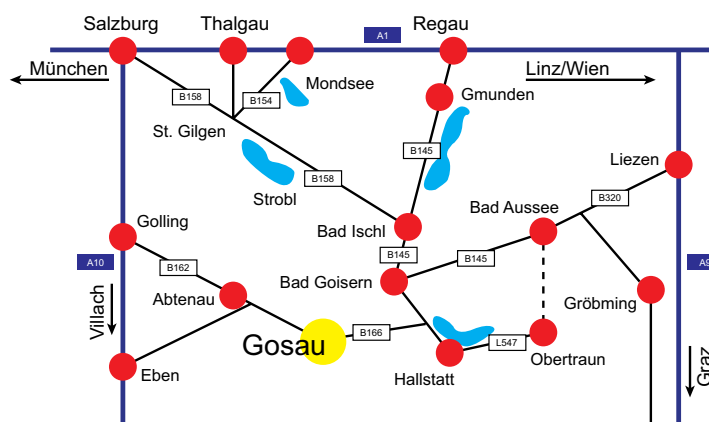 Salzburg
Thalgau
Regau
A1
München
Mondsee
Linz/Wien
B158
B154
Gmunden
St. Gilgen
B145
Liezen
B158
Strobl
B320
Bad Aussee
Golling
Bad Ischl
B145
B145
A10
B162
A9
Bad Goisern
Abtenau
Gröbming
Villach
B166
Gosau
L547
Obertraun
Eben
Hallstatt
Graz